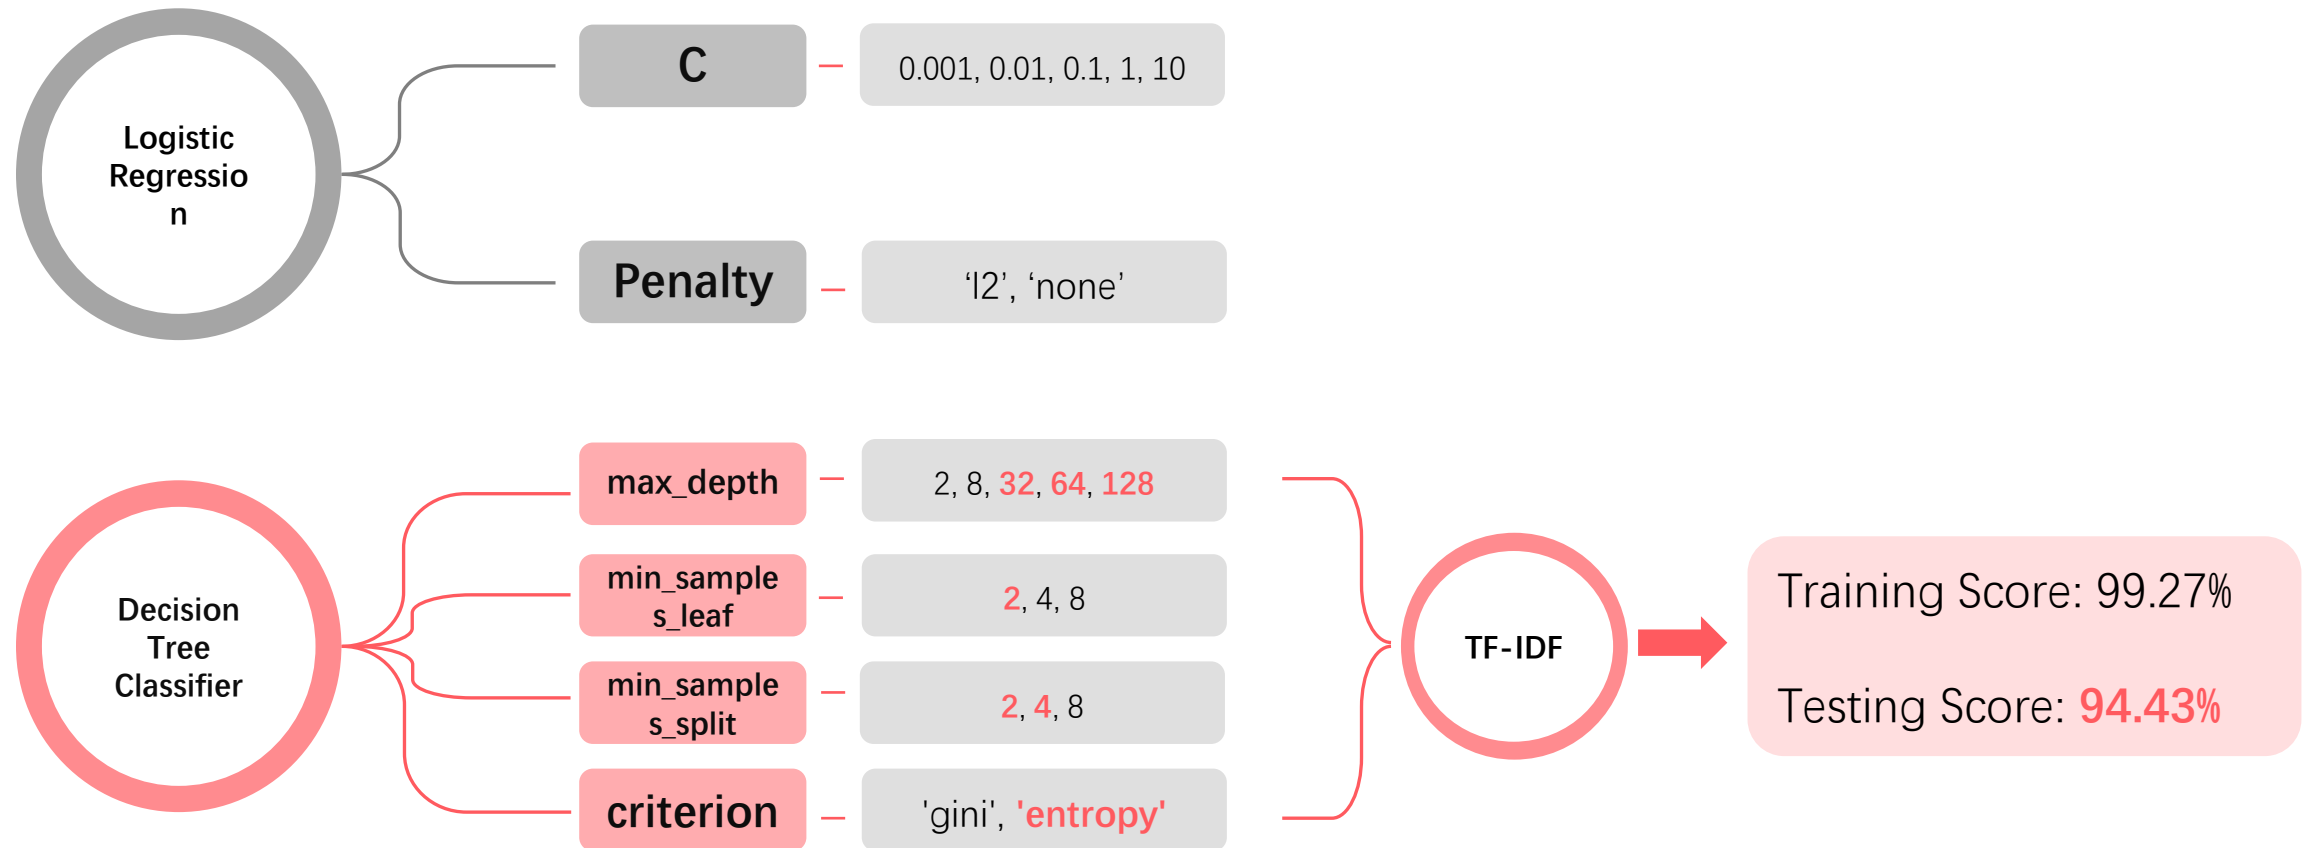 Logistic
Regressio
n
C
0.001, 0.01, 0.1, 1, 10
Penalty
‘l2’, ‘none’
Decision
Tree
Classifier
max_depth
2, 8, 32, 64, 128
min_sample
s_leaf
2, 4, 8
min_sample
s_split
2, 4, 8
criterion
'gini', 'entropy'
TF-IDF
Training Score: 99.27%
Testing Score: 94.43%